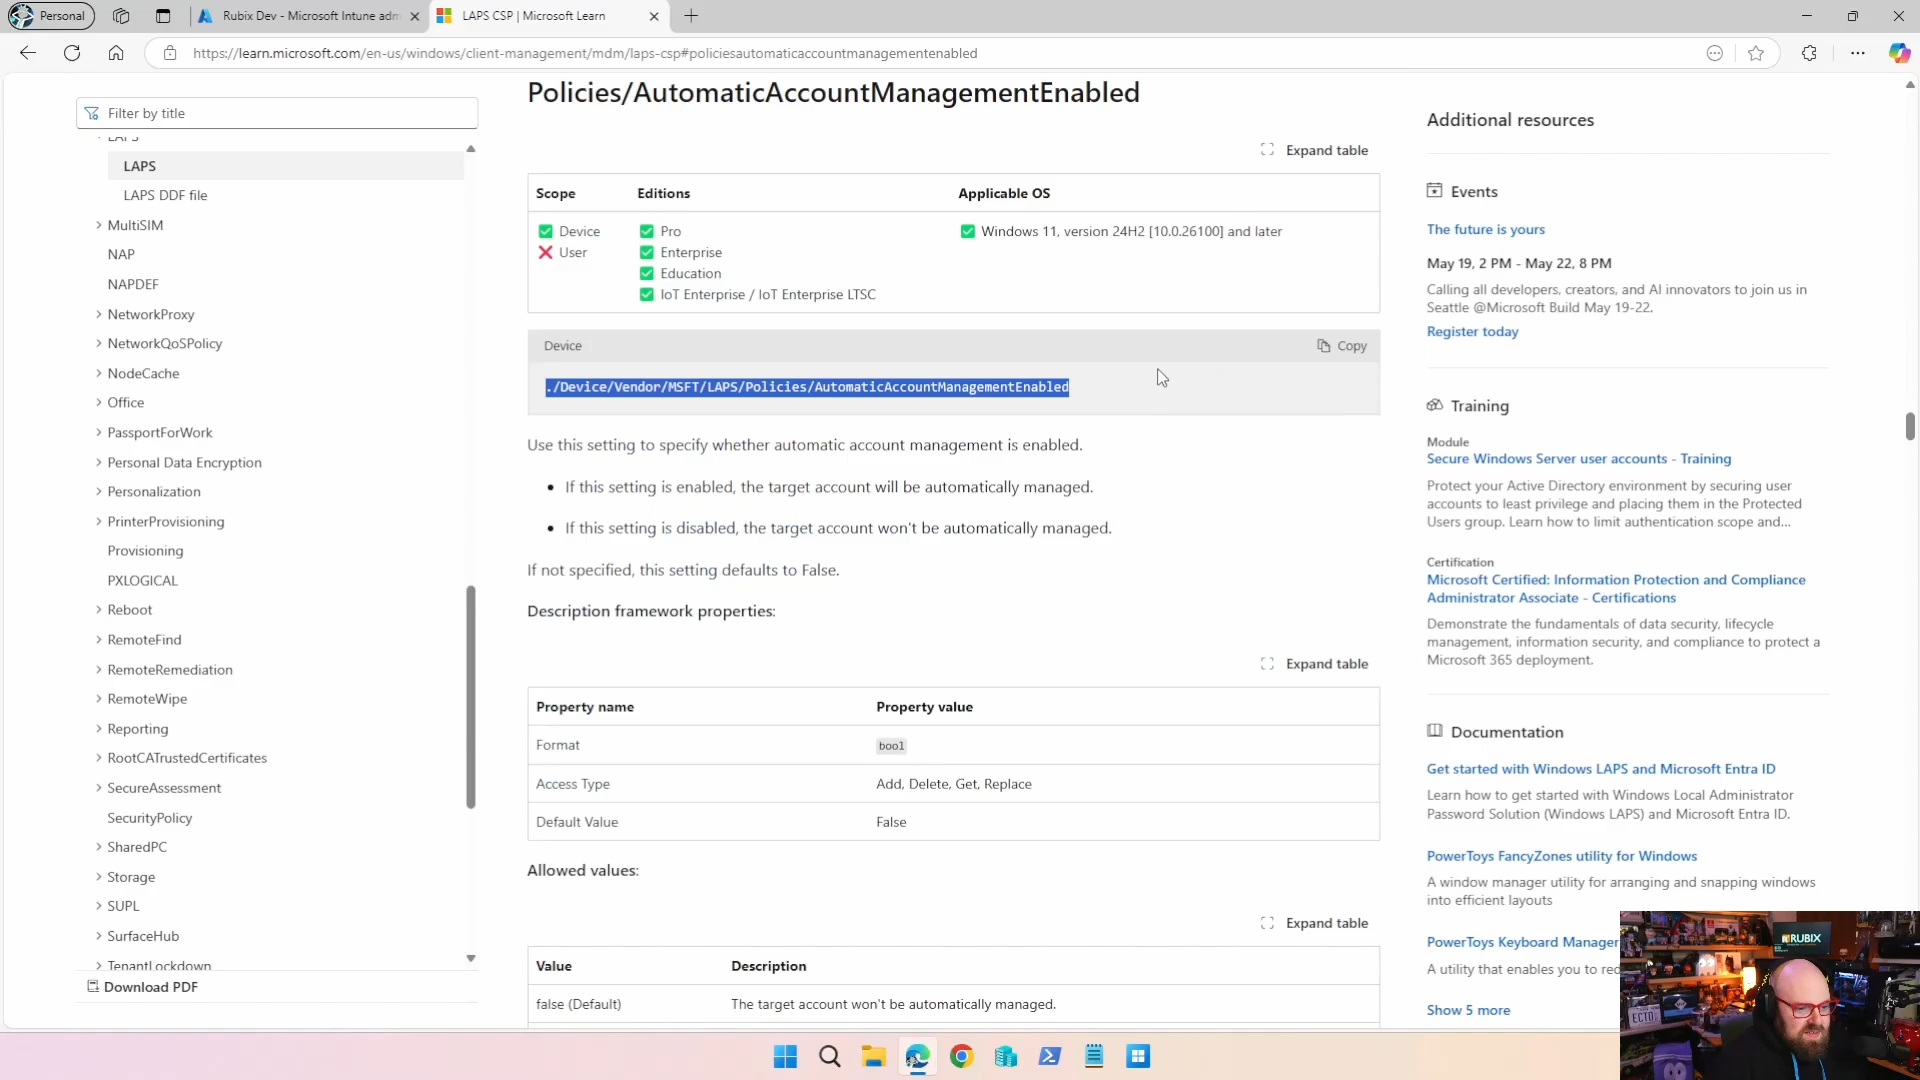 Personal
Rubix Dev - Microsoft Intune adm
LAPS CSP | Microsoft Learn
https://learn.microsoft.com/en-us/windows/client-management/mdm/laps-csp#policiesautomaticaccountmanagementenabled
Filter by title
LAPS
LAPS
LAPS DDF file
MultiSIM
NAP
NAPDEF
NetworkProxy
NetworkQoSPolicy
NodeCache
Office
PassportForWork
Personal Data Encryption
Personalization
PrinterProvisioning
Provisioning
PXLOGICAL
Reboot
RemoteFind
RemoteRemediation
RemoteWipe
Reporting
RootCATrustedCertificates
SecureAssessment
SecurityPolicy
SharedPC
Storage
SUPL
SurfaceHub
TenantLockdown
Download PDF
Policies/AutomaticAccountManagementEnabled
Expand table
Scope Editions Applicable OS
Device Pro Windows 11, version 24H2 [10.0.26100] and later
User Enterprise
Education
IoT Enterprise / IoT Enterprise LTSC
Device Copy
./Device/Vendor/MSFT/LAPS/Policies/AutomaticAccountManagementEnabled
Use this setting to specify whether automatic account management is enabled.
• If this setting is enabled, the target account will be automatically managed.
• If this setting is disabled, the target account won't be automatically managed.
If not specified, this setting defaults to False.
Description framework properties:
Expand table
Property name Property value
Format bool
Access Type Add, Delete, Get, Replace
Default Value False
Allowed values:
Expand table
Value Description
false (Default) The target account won't be automatically managed.
Additional resources
Events
The future is yours
May 19, 2 PM - May 22, 8 PM
Calling all developers, creators, and AI innovators to join us in
Seattle @Microsoft Build May 19-22.
Register today
Training
Module
Secure Windows Server user accounts - Training
Protect your Active Directory environment by securing user
accounts to least privilege and placing them in the Protected
Users group. Learn how to limit authentication scope and...
Certification
Microsoft Certified: Information Protection and Compliance
Administrator Associate - Certifications
Demonstrate the fundamentals of data security, lifecycle
management, information security, and compliance to protect a
Microsoft 365 deployment.
Documentation
Get started with Windows LAPS and Microsoft Entra ID
Learn how to get started with Windows Local Administrator
Password Solution (Windows LAPS) and Microsoft Entra ID.
PowerToys FancyZones utility for Windows
A window manager utility for arranging and snapping windows
into efficient layouts
PowerToys Keyboard Manager
A utility that enables you to rec
Show 5 more
RUBIX
ECTO